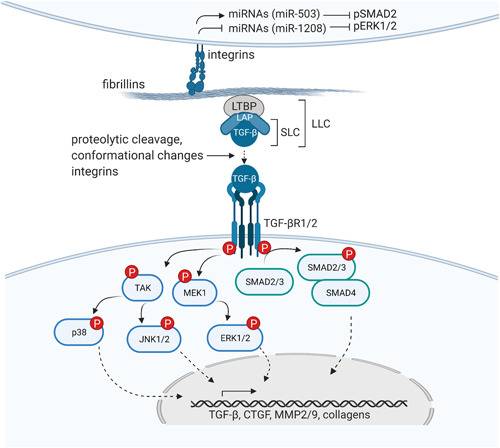 miRNAs (miR-503) pSMAD2
miRNAs (miR-1208) pERK1/2
integrins
fibrillins
LTBP
LAP
TGF-β
SLC
LLC
proteolytic cleavage,
conformational changes
integrins
TGF-β
TGF-βR1/2
P P P
SMAD2/3
P
TAK
P
MEK1
SMAD2/3
SMAD4
P
p38
P
JNK1/2
P
ERK1/2
TGF-β, CTGF, MMP2/9, collagens